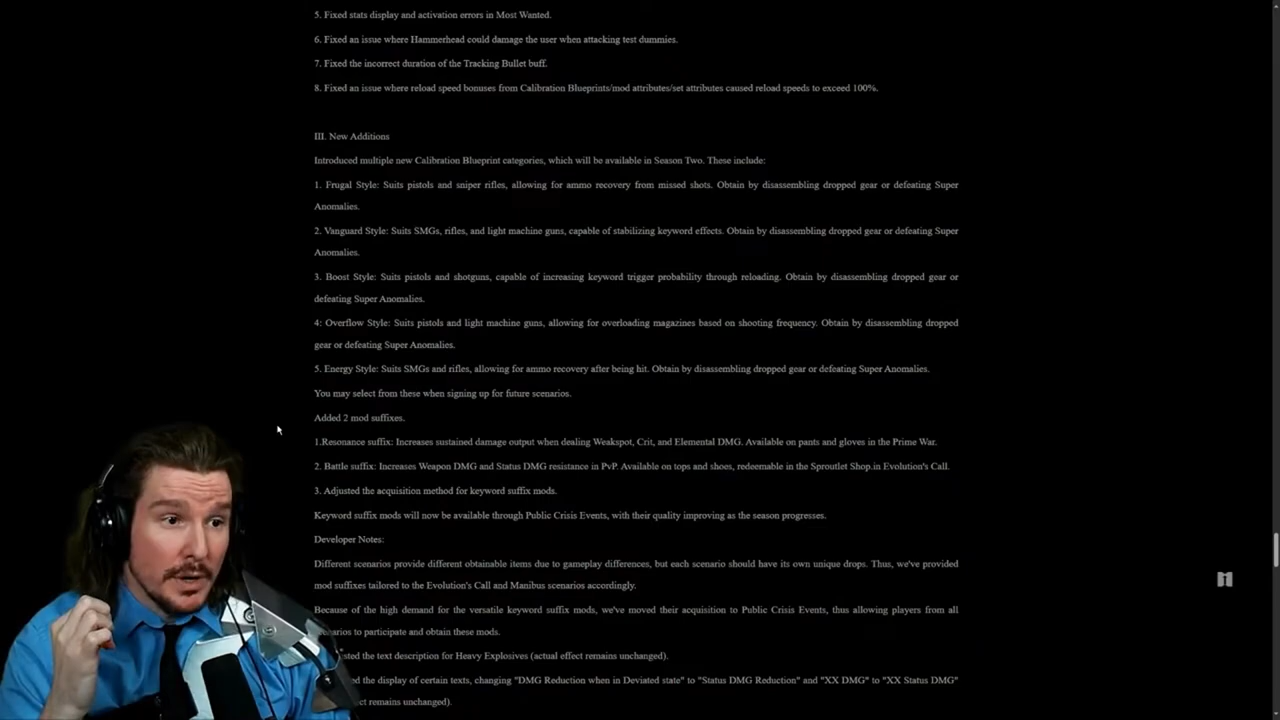 5. Fixed stats display and activation errors in Most Wanted.
6. Fixed an issue where Hammerhead could damage the user when attacking test dummies.
7. Fixed the incorrect duration of the Tracking Bullet buff.
8. Fixed an issue where reload speed bonuses from Calibration Blueprints/mod attributes/set attributes caused reload speeds to exceed 100%.
III. New Additions
Introduced multiple new Calibration Blueprint categories, which will be available in Season Two. These include:
1. Frugal Style: Suits pistols and sniper rifles, allowing for ammo recovery from missed shots. Obtain by disassembling dropped gear or defeating Super
Anomalies.
2. Vanguard Style: Suits SMGs, rifles, and light machine guns, capable of stabilizing keyword effects. Obtain by disassembling dropped gear or defeating Super
Anomalies.
3. Boost Style: Suits pistols and shotguns, capable of increasing keyword trigger probability through reloading. Obtain by disassembling dropped gear or
defeating Super Anomalies.
4: Overflow Style: Suits pistols and light machine guns, allowing for overloading magazines based on shooting frequency. Obtain by disassembling dropped
gear or defeating Super Anomalies.
5. Energy Style: Suits SMGs and rifles, allowing for ammo recovery after being hit. Obtain by disassembling dropped gear or defeating Super Anomalies.
You may select from these when signing up for future scenarios.
Added 2 mod suffixes.
1.Resonance suffix: Increases sustained damage output when dealing Weakspot, Crit, and Elemental DMG. Available on pants and gloves in the Prime War.
2. Battle suffix: Increases Weapon DMG and Status DMG resistance in PvP. Available on tops and shoes, redeemable in the Sproutlet Shop.in Evolution's Call.
3. Adjusted the acquisition method for keyword suffix mods.
Keyword suffix mods will now be available through Public Crisis Events, with their quality improving as the season progresses.
Developer Notes:
Different scenarios provide different obtainable items due to gameplay differences, but each scenario should have its own unique drops. Thus, we've provided
mod suffixes tailored to the Evolution's Call and Manibus scenarios accordingly.
Because of the high demand for the versatile keyword suffix mods, we've moved their acquisition to Public Crisis Events, thus allowing players from all
to participate and obtain these mods.
the text description for Heavy Explosives (actual effect remains unchanged).
the display of certain texts, changing "DMG Reduction when in Deviated state" to "Status DMG Reduction" and "XX DMG" to "XX Status DMG"
remains unchanged).